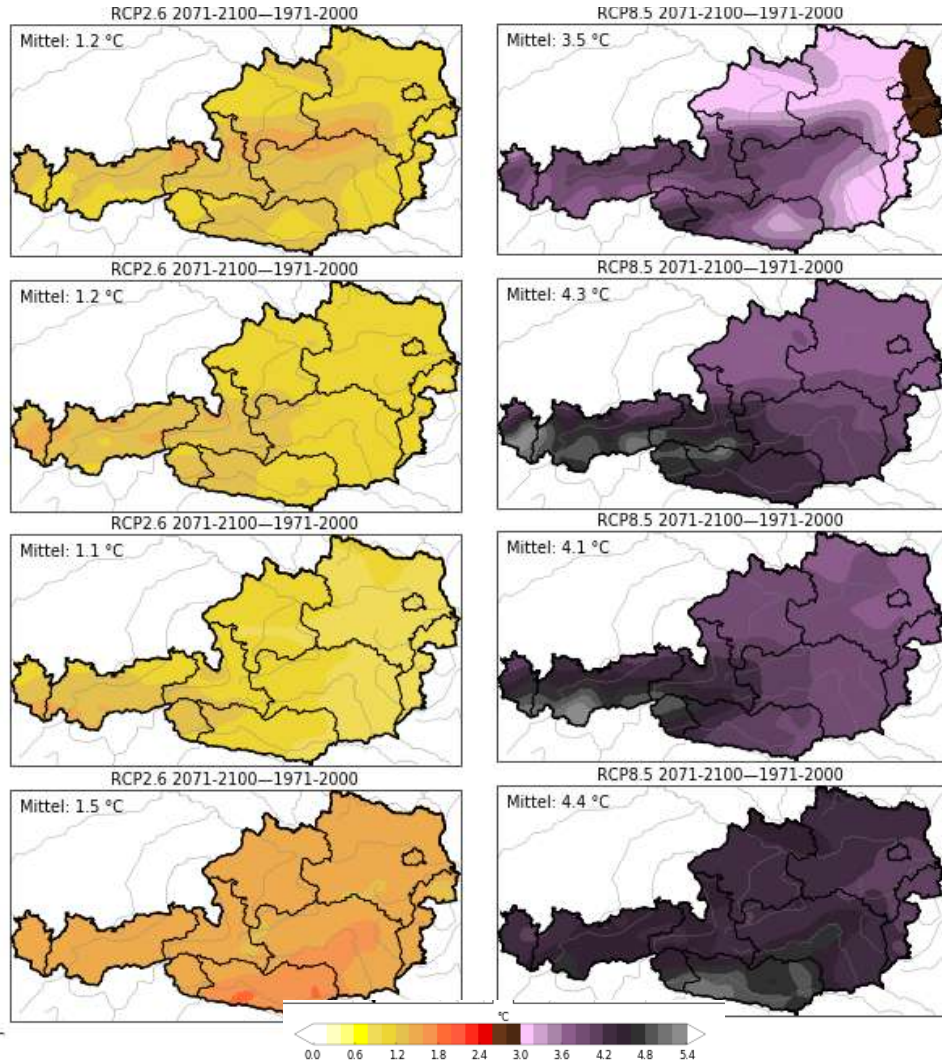 RCP2.6 2071-2100—1971-2000
RCP8.5 2071-2100—1971-2000
Mittel: 1.2 °C
Mittel: 3.5 °C
RCP2.6 2071-2100—1971-2000
RCP8.5 2071-2100—1971-2000
Mittel: 1.2 °C
Mittel: 4.3 °C
RCP2.6 2071-2100—1971-2000
RCP8.5 2071-2100—1971-2000
Mittel: 1.1 °C
Mittel: 4.1 °C
RCP2.6 2071-2100—1971-2000
RCP8.5 2071-2100—1971-2000
Mittel: 1.5 °C
Mittel: 4.4 °C
°C
0.0 0.6 1.2 1.8 2.4 3.0 3.6 4.2 4.8 5.4